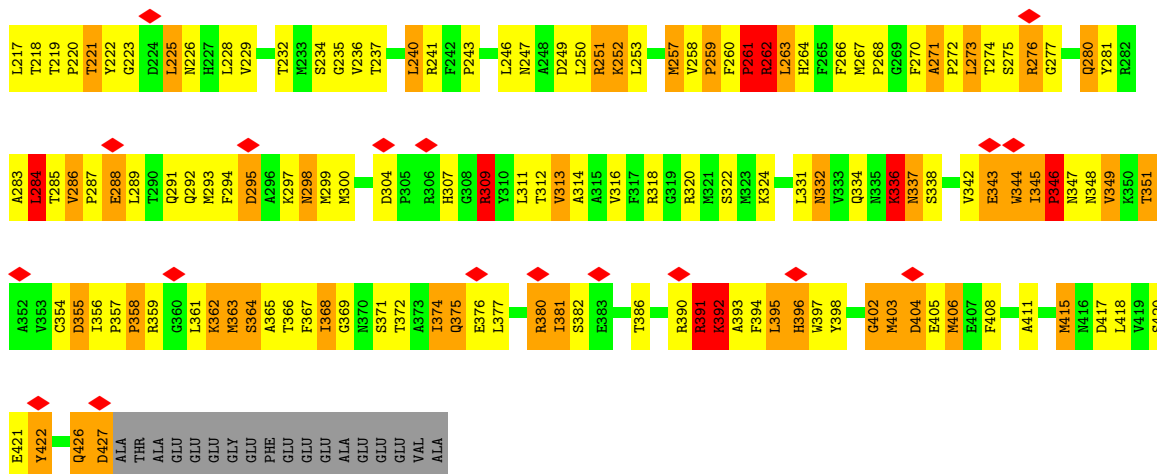 L217 T218 T219 P220 T221 Y222 G223 D224 L225 N226 H227 L228 V229 T232 M233 S234 G235 V236 T237 L240 R241 F242 P243 L246 N247 A248 D249 L250 R251 K252 L253 M257 V258 P259 F260 P261 R262 L263 H264 F265 F266 M267 P268 G269 F270 A271 P272 L273 T274 S275 R276 G277 Q280 Y281 R282
A283 L284 T285 V286 P287 E288 L289 T290 Q291 Q292 M293 F294 D295 A296 K297 N298 M299 M300 D304 P305 R306 H307 G308 R309 Y310 L311 T312 V313 A314 A315 V316 F317 R318 G319 R320 M321 S322 M323 K324 L331 N332 V333 Q334 N335 K336 N337 S338 V342 E343 W344 I345 P346 N347 N348 V349 K350 T351
A352 V353 C354 D355 I356 P357 P358 R359 G360 L361 K362 M363 S364 A365 T366 F367 I368 G369 N370 S371 T372 A373 I374 Q375 E376 L377 R380 I381 S382 E383 T386 R390 R391 K392 A393 F394 L395 H396 W397 Y398 G402 M403 D404 E405 M406 E407 F408 A411 M415 N416 D417 L418 V419 S420
E421 Y422 Q426 D427 ALA THR ALA GLU GLU GLU GLY GLU PHE GLU GLU GLU ALA GLU GLU GLU VAL ALA